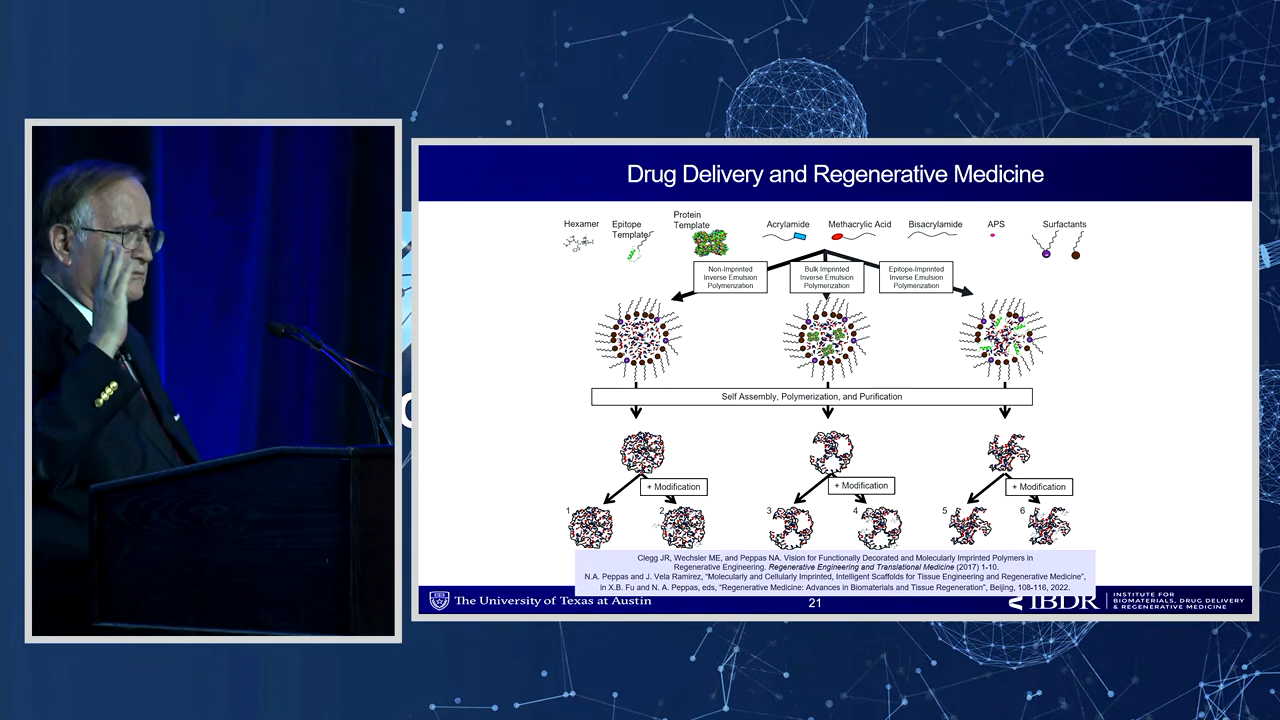 Drug Delivery and Regenerative Medicine
Hexamer
Epitope
Template
Protein
Template
Acrylamide
Methacrylic Acid
Bisacrylamide
APS
Surfactants
Non-Imprinted
Inverse Emulsion
Polymerization
Bulk Imprinted
Inverse Emulsion
Polymerization
Epitope-Imprinted
Inverse Emulsion
Polymerization
Self Assembly, Polymerization, and Purification
+ Modification
+ Modification
+ Modification
1
2
3
4
5
6
Clegg JR, Wechsler ME, and Peppas NA. Vision for Functionally Decorated and Molecularly Imprinted Polymers in
Regenerative Engineering. Regenerative Engineering and Translational Medicine (2017) 1-10.
N.A. Peppas and J. Vela Ramirez, "Molecularly and Cellularly Imprinted, Intelligent Scaffolds for Tissue Engineering and Regenerative Medicine",
in X.B. Fu and N. A. Peppas, eds, "Regenerative Medicine: Advances in Biomaterials and Tissue Regeneration", Beijing, 108-116, 2022.
The University of Texas at Austin
21
IBDR
INSTITUTE FOR
BIOMATERIALS, DRUG DELIVERY
& REGENERATIVE MEDICINE